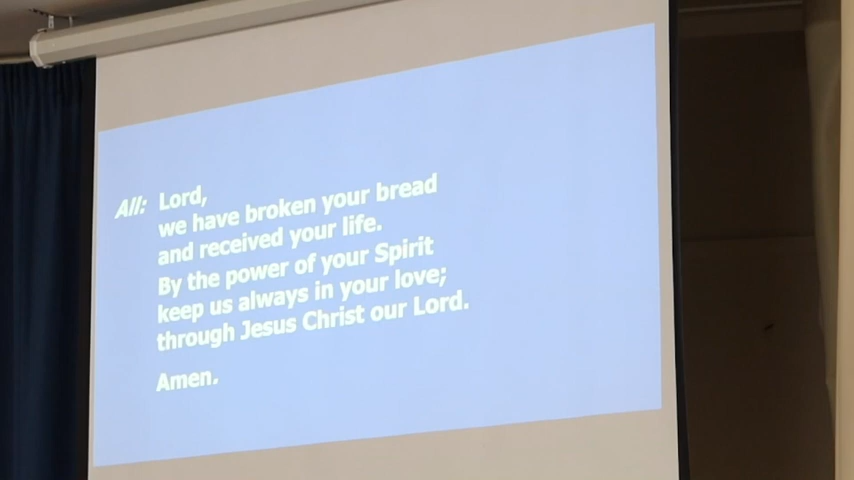 All: Lord,
we have broken your bread
and received your life.
By the power of your Spirit
keep us always in your love;
through Jesus Christ our Lord.
Amen.